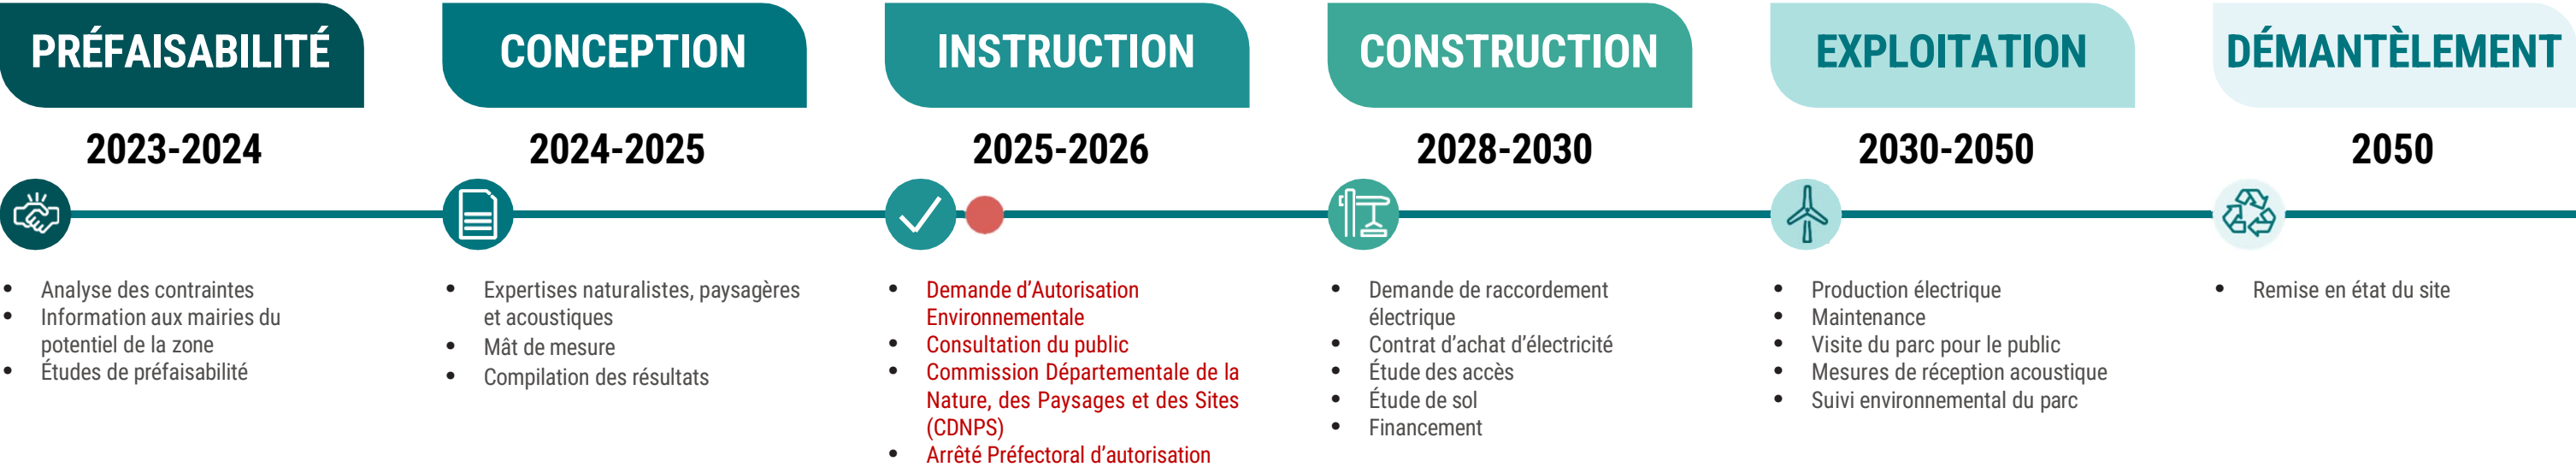 PRÉFAISABILITÉ
2023-2024
• Analyse des contraintes
• Information aux mairies du
potentiel de la zone
• Études de préfaisabilité
CONCEPTION
2024-2025
• Expertises naturalistes, paysagères
et acoustiques
• Mât de mesure
• Compilation des résultats
INSTRUCTION
2025-2026
• Demande d’Autorisation
Environnementale
• Consultation du public
• Commission Départementale de la
Nature, des Paysages et des Sites
(CDNPS)
• Arrêté Préfectoral d’autorisation
CONSTRUCTION
2028-2030
• Demande de raccordement
électrique
• Contrat d’achat d’électricité
• Étude des accès
• Étude de sol
• Financement
EXPLOITATION
2030-2050
• Production électrique
• Maintenance
• Visite du parc pour le public
• Mesures de réception acoustique
• Suivi environnemental du parc
DÉMANTÈLEMENT
2050
• Remise en état du site